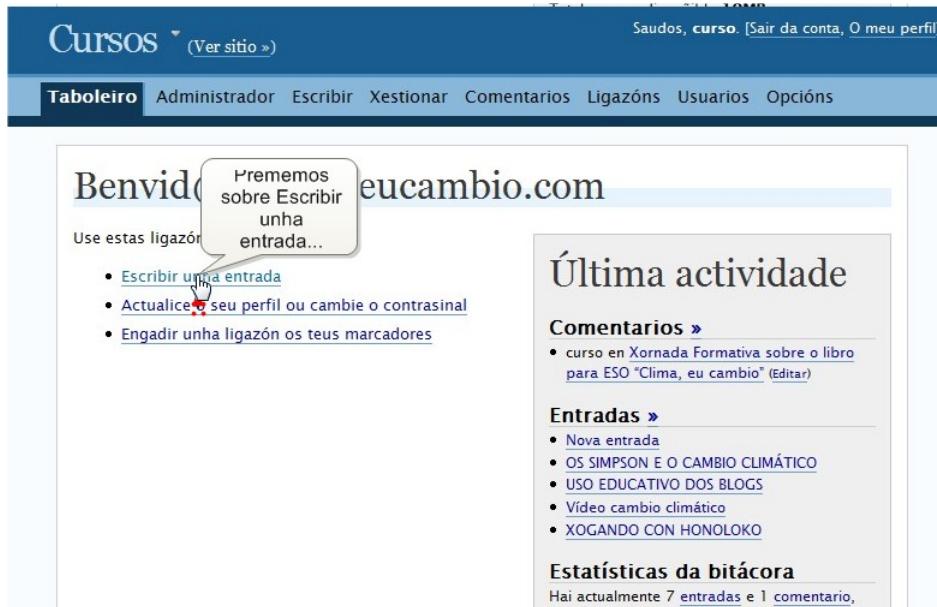 Cursos (Ver sitio »)
Saudos, curso. [Sair da conta, O meu perfil
Taboleiro Administrador Escribir Xestionar Comentarios Ligazóns Usuarios Opcións
eucambio.com
Prememos
sobre Escribir
unha
entrada...
Use estas
Escribir unha entrada
Actualice o seu perfil ou cambie o contrasinal
Engadir unha ligazón os teus marcadores
Última actividade
Comentarios »
curso en Xornada Formativa sobre o libro
para ESO "Clima, eu cambio" (Editar)
Entradas »
Nova entrada
OS SIMPSON E O CAMBIO CLIMÁTICO
USO EDUCATIVO DOS BLOGS
Vídeo cambio climático
XOGANDO CON HONOLOKO
Estatísticas da bitácora
Hai actualmente 7 entradas e 1 comentario,